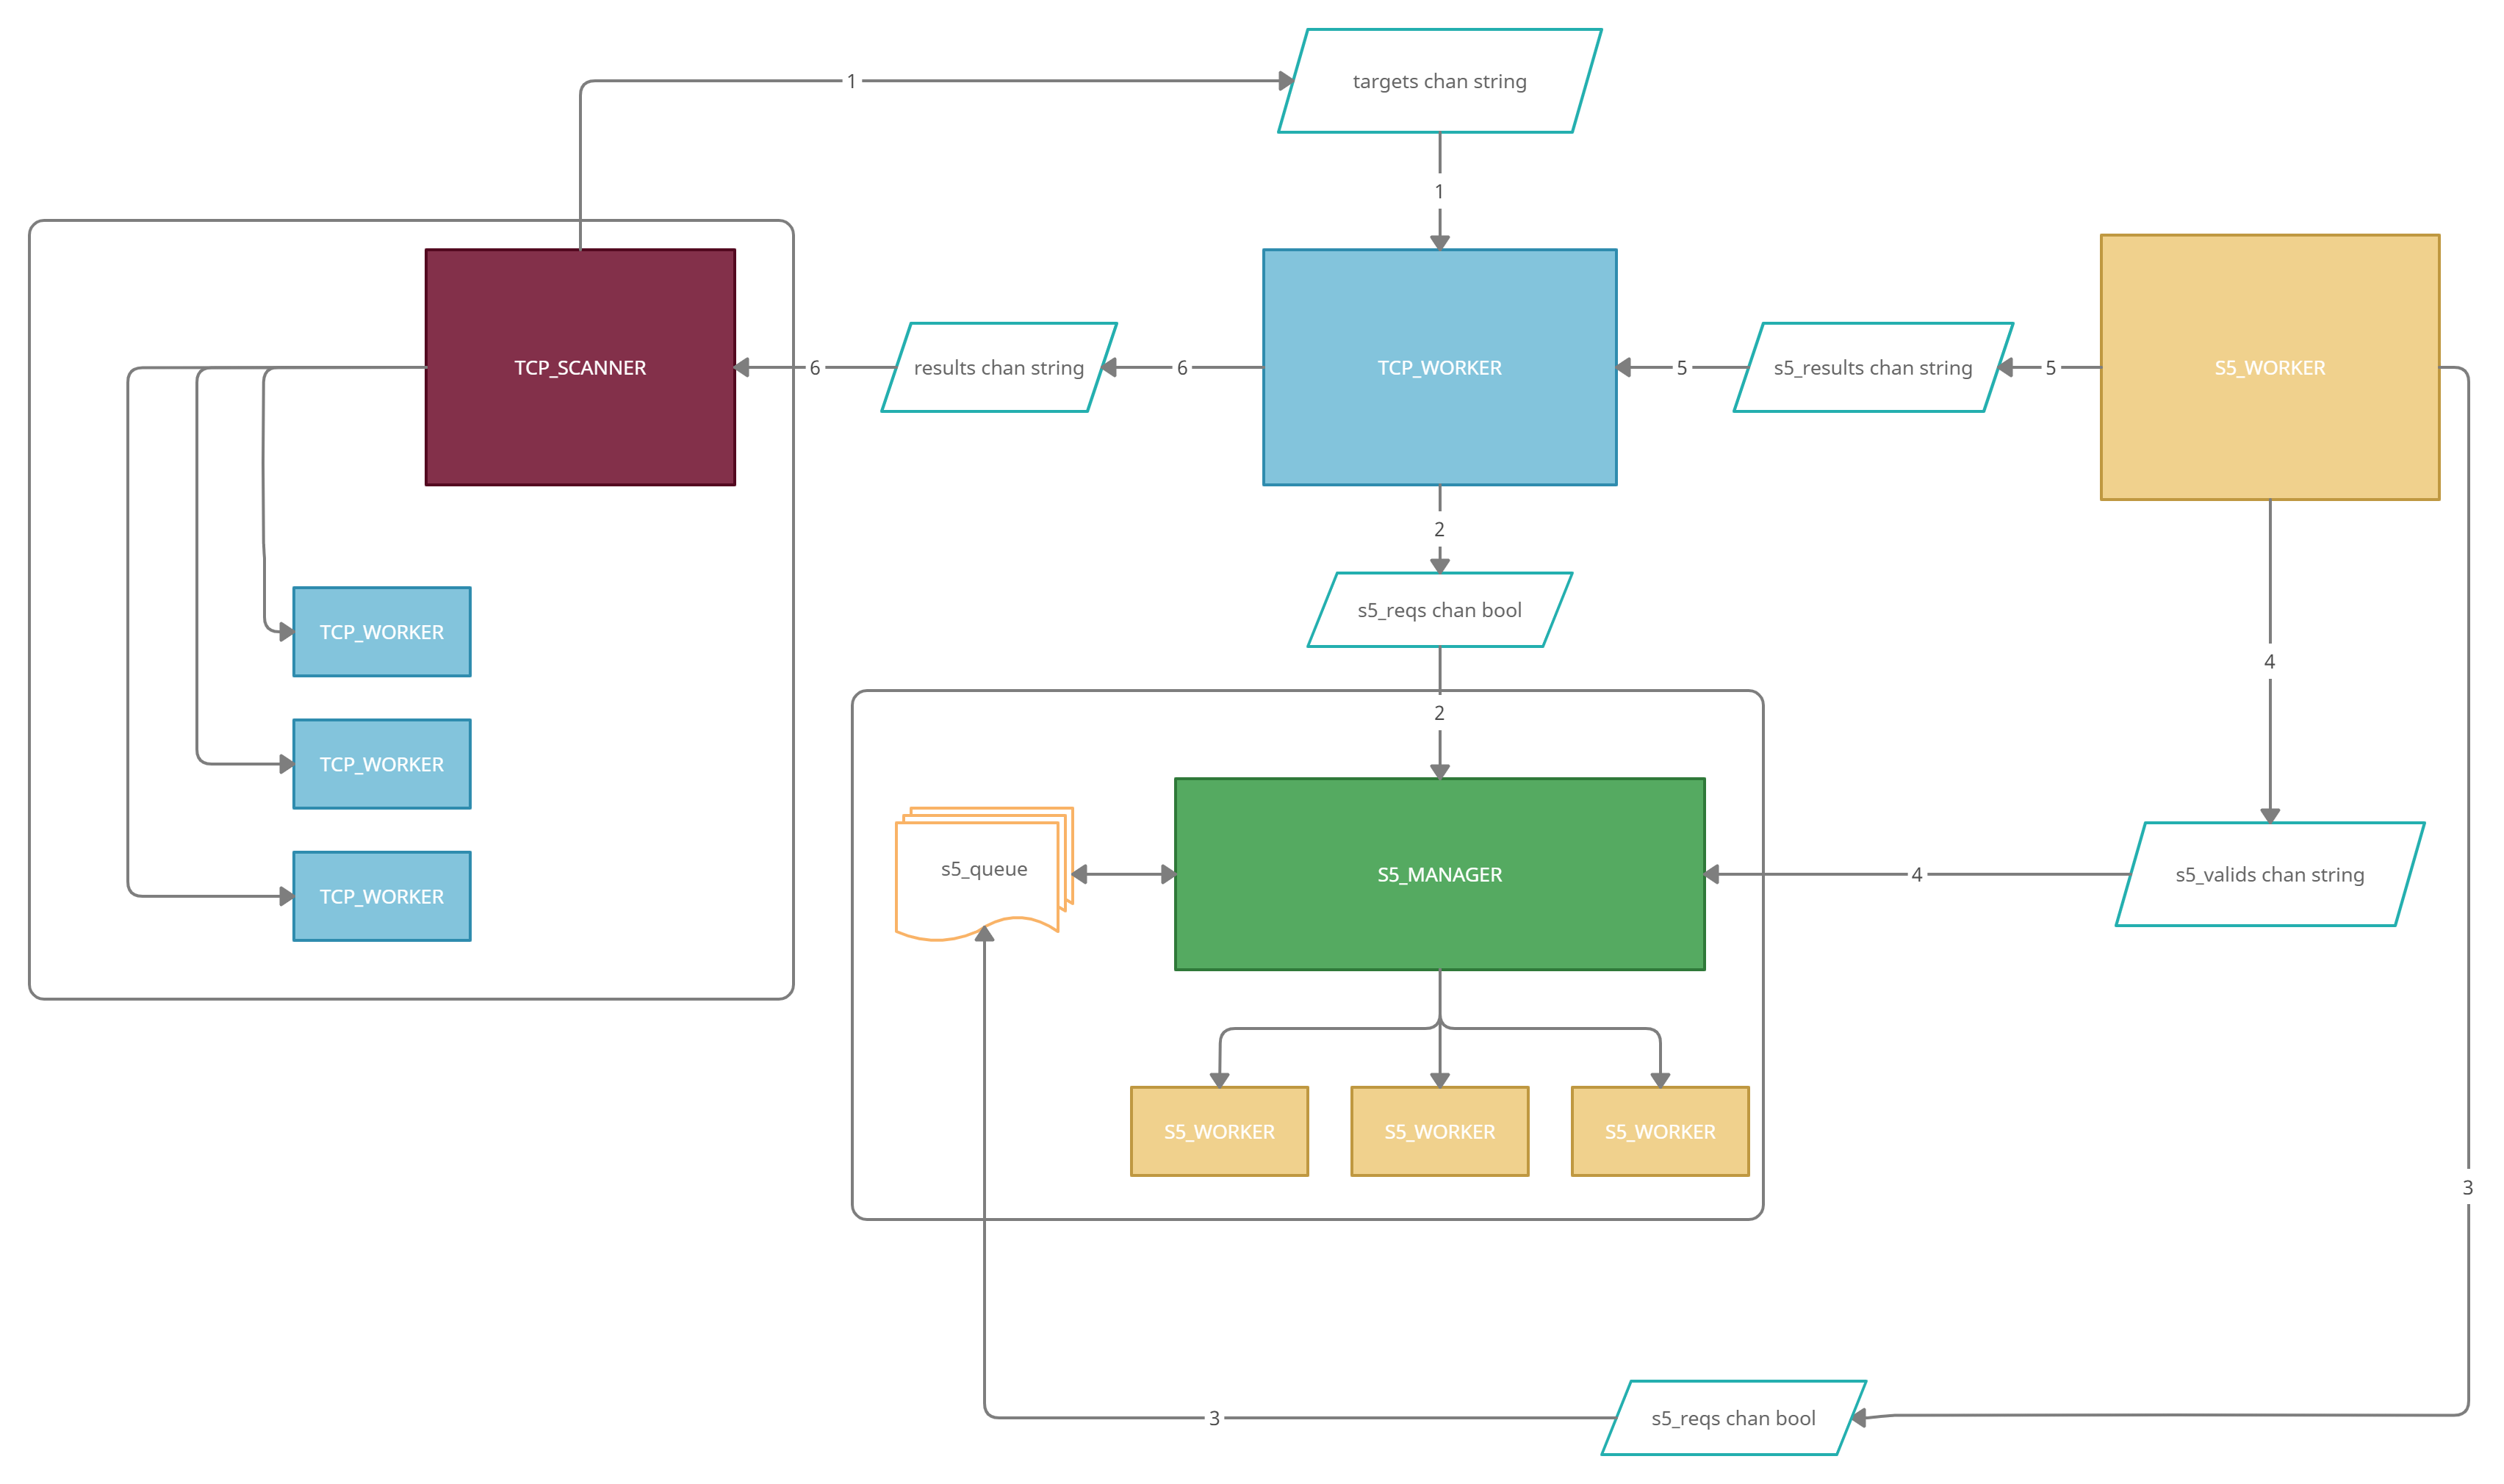 targets chan string
1
1
TCP_SCANNER
6
results chan string
6
TCP_WORKER
5
s5_results chan string
5
S5_WORKER
2
s5_reqs chan bool
TCP_WORKER
4
2
TCP_WORKER
s5_queue
S5_MANAGER
4
s5_valids chan string
TCP_WORKER
S5_WORKER
S5_WORKER
S5_WORKER
3
3
s5_reqs chan bool